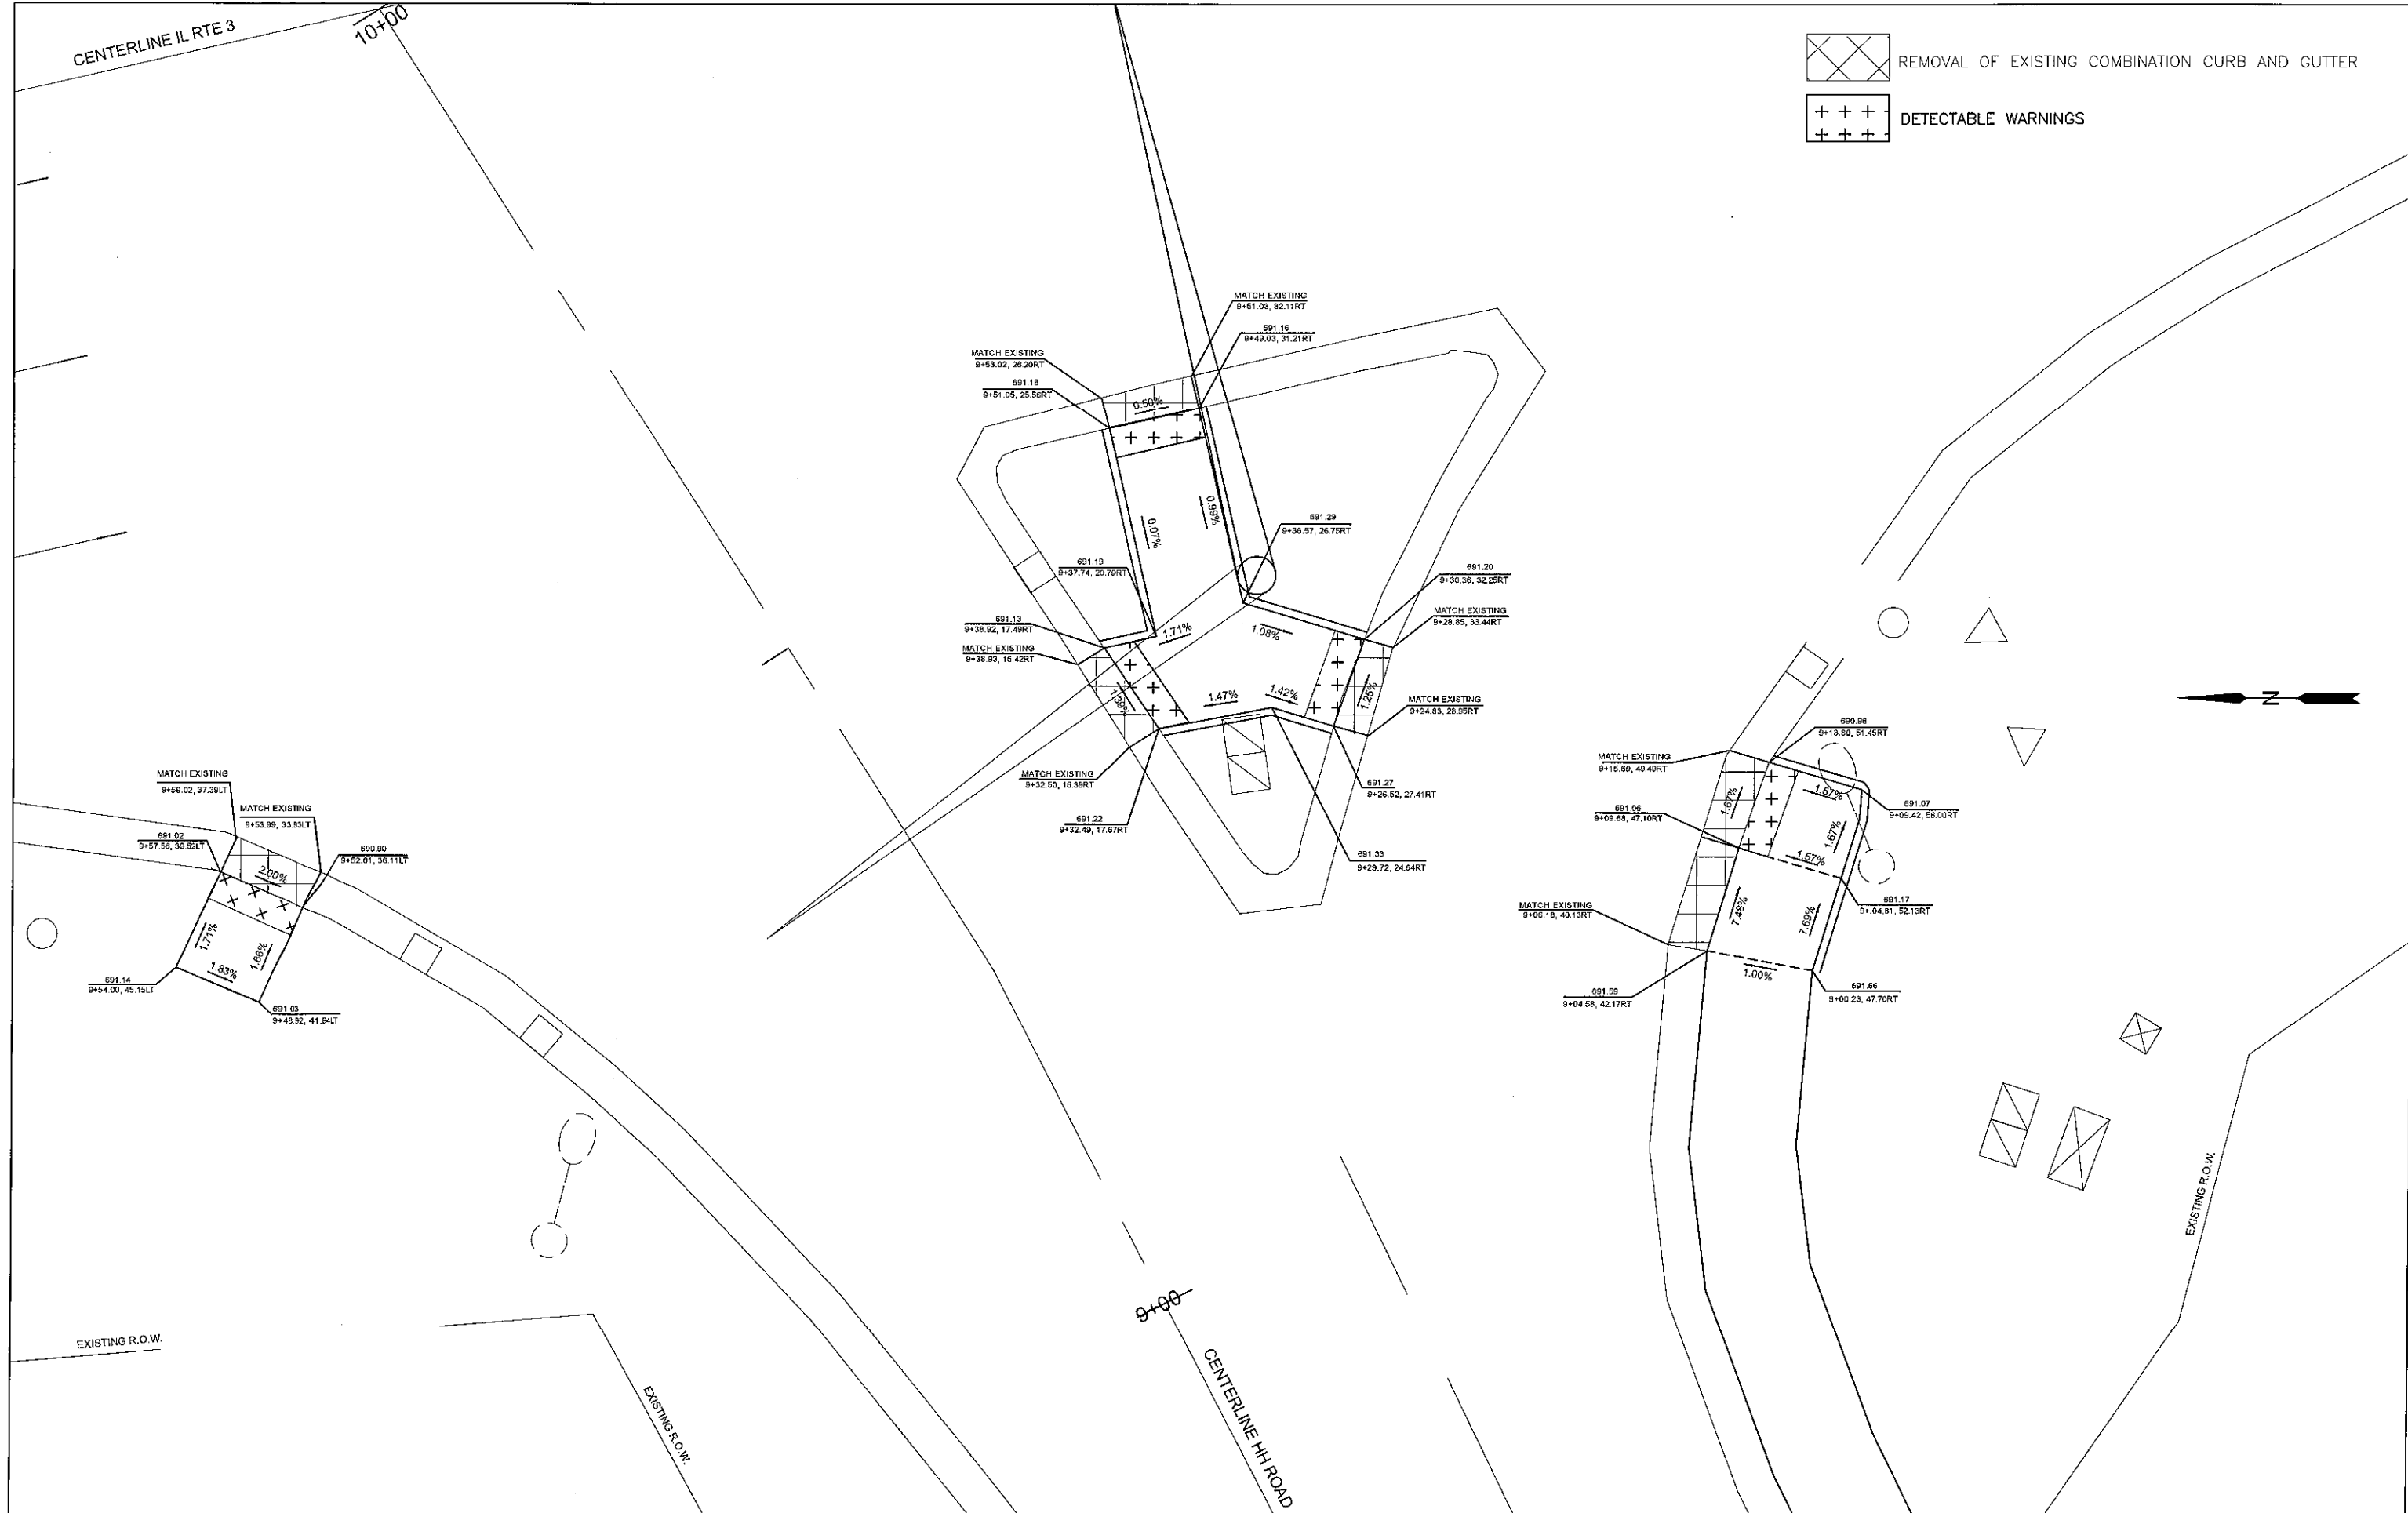 CENTERLINE IL RTE 3
10+00
REMOVAL OF EXISTING COMBINATION CURB AND GUTTER
DETECTABLE WARNINGS
MATCH EXISTING
9+51.03, 32.11RT
691.16
9+49.03, 31.21RT
MATCH EXISTING
9+53.02, 26.20RT
691.18
9+51.05, 25.56RT
0.50%
0.99%
0.07%
691.29
9+36.57, 26.75RT
691.19
9+37.74, 20.79RT
691.20
9+30.36, 32.25RT
MATCH EXISTING
9+28.85, 33.44RT
691.13
9+38.92, 17.49RT
MATCH EXISTING
9+38.93, 15.42RT
1.71%
1.08%
1.39%
1.47%
1.42%
1.25%
MATCH EXISTING
9+24.83, 28.95RT
N
MATCH EXISTING
9+32.50, 15.39RT
691.27
9+26.52, 27.41RT
691.22
9+32.49, 17.67RT
691.33
9+29.72, 24.64RT
690.98
9+13.60, 51.45RT
MATCH EXISTING
9+15.69, 49.49RT
1.67%
1.57%
691.07
9+09.42, 56.00RT
691.06
9+09.68, 47.10RT
1.67%
1.57%
691.17
9+.04.81, 52.13RT
MATCH EXISTING
9+06.18, 40.13RT
7.48%
7.69%
1.00%
691.59
9+04.58, 42.17RT
691.66
9+00.23, 47.70RT
MATCH EXISTING
9+59.02, 37.39LT
MATCH EXISTING
9+53.99, 33.83LT
691.02
9+57.56, 39.52LT
690.90
9+52.61, 36.11LT
2.00%
1.71%
1.86%
1.83%
691.14
9+54.00, 45.15LT
691.03
9+48.92, 41.94LT
EXISTING R.O.W.
9+00
EXISTING R.O.W.
EXISTING R.O.W.
CENTERLINE HH ROAD